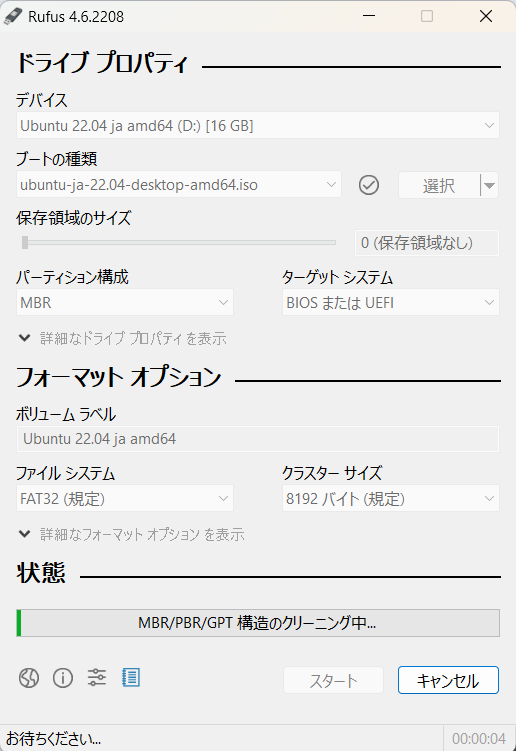 Rufus 4.6.2208
ドライブ プロパティ
デバイス
Ubuntu 22.04 ja amd64 (D:) [16 GB]
ブートの種類
ubuntu-ja-22.04-desktop-amd64.iso
選択
保存領域のサイズ
0 (保存領域なし)
パーティション構成
ターゲット システム
MBR
BIOS または UEFI
詳細なドライブ プロパティ を表示
フォーマット オプション
ボリューム ラベル
Ubuntu 22.04 ja amd64
ファイル システム
クラスター サイズ
FAT32 (規定)
8192 バイト (規定)
詳細なフォーマット オプション を表示
状態
MBR/PBR/GPT 構造のクリーニング中...
スタート
キャンセル
お待ちください...
00:00:04